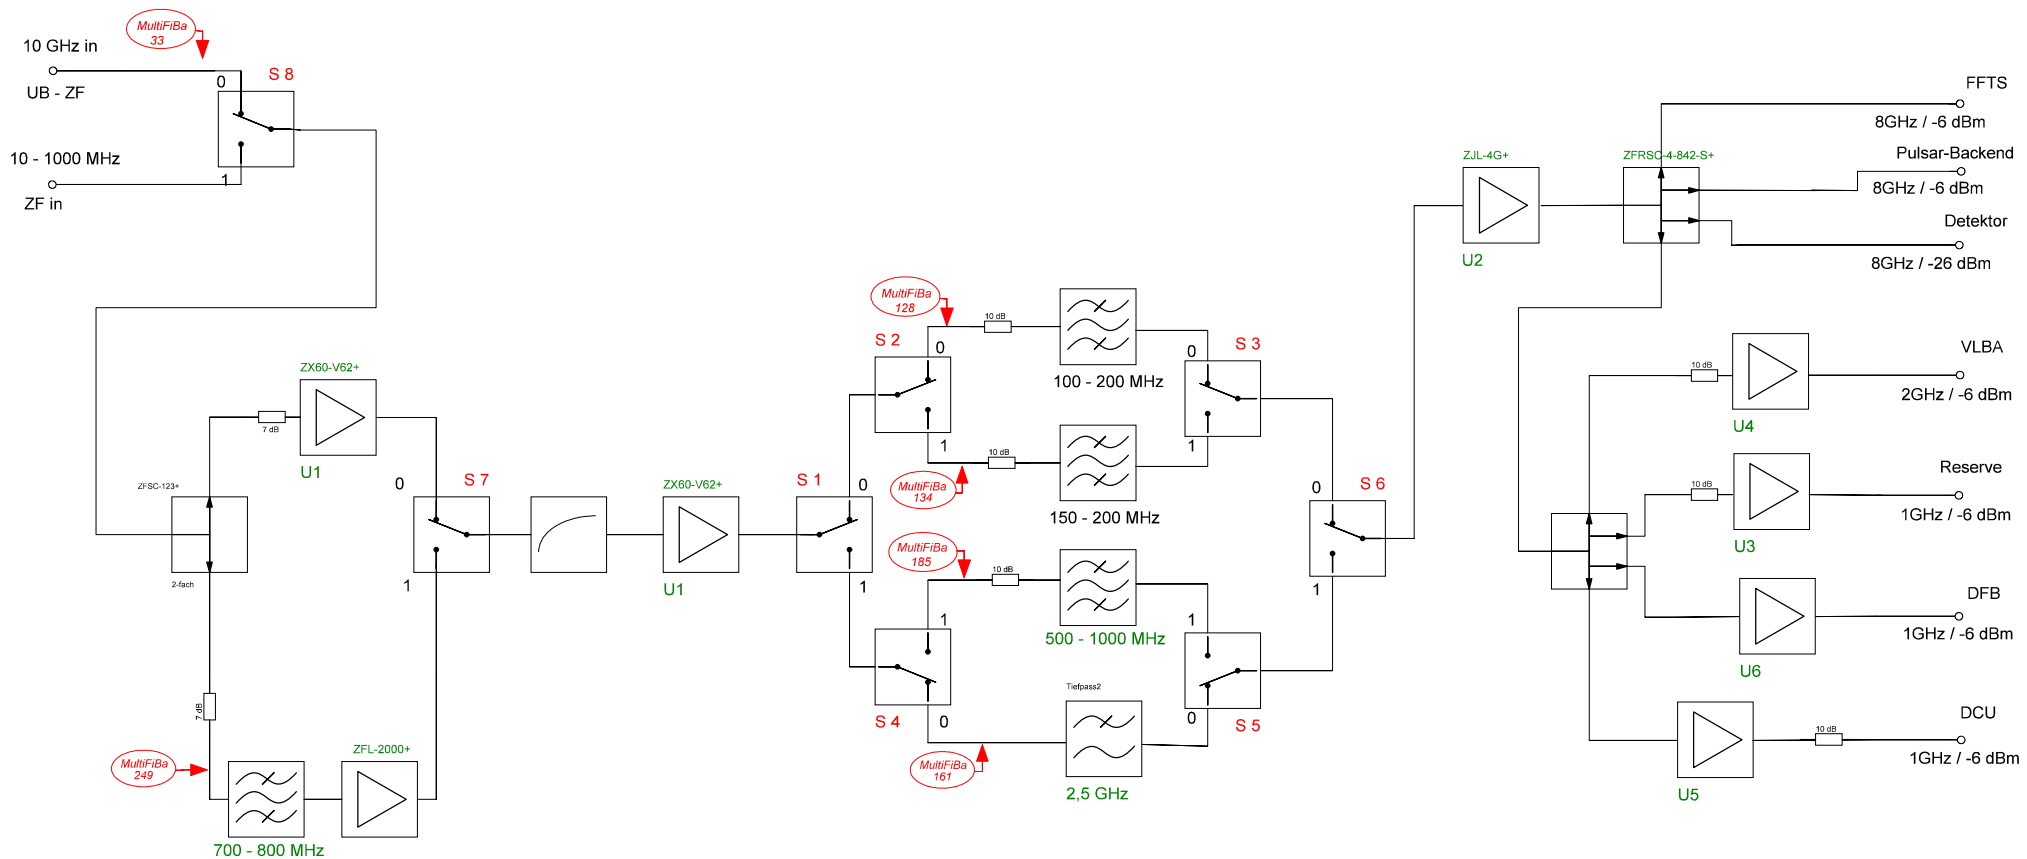 MultiFiBa
33
10 GHz in
UB - ZF
S 8
0
1
10 - 1000 MHz
ZF in
ZX60-V62+
7 dB
U1
ZFSC-123+
2-fach
7 dB
MultiFiBa
249
700 - 800 MHz
ZFL-2000+
0
S 7
1
ZX60-V62+
U1
S 1
0
1
MultiFiBa
128
S 2
0
1
10 dB
100 - 200 MHz
MultiFiBa
134
10 dB
150 - 200 MHz
0
S 3
1
MultiFiBa
185
10 dB
500 - 1000 MHz
1
S 4
0
MultiFiBa
161
Tiefpass2
2,5 GHz
1
0
S 5
0
S 6
1
ZJL-4G+
U2
ZFRSC-4-842-S+
FFTS
8GHz / -6 dBm
Pulsar-Backend
8GHz / -6 dBm
Detektor
8GHz / -26 dBm
10 dB
U4
VLBA
2GHz / -6 dBm
10 dB
U3
Reserve
1GHz / -6 dBm
U6
DFB
1GHz / -6 dBm
U5
10 dB
DCU
1GHz / -6 dBm